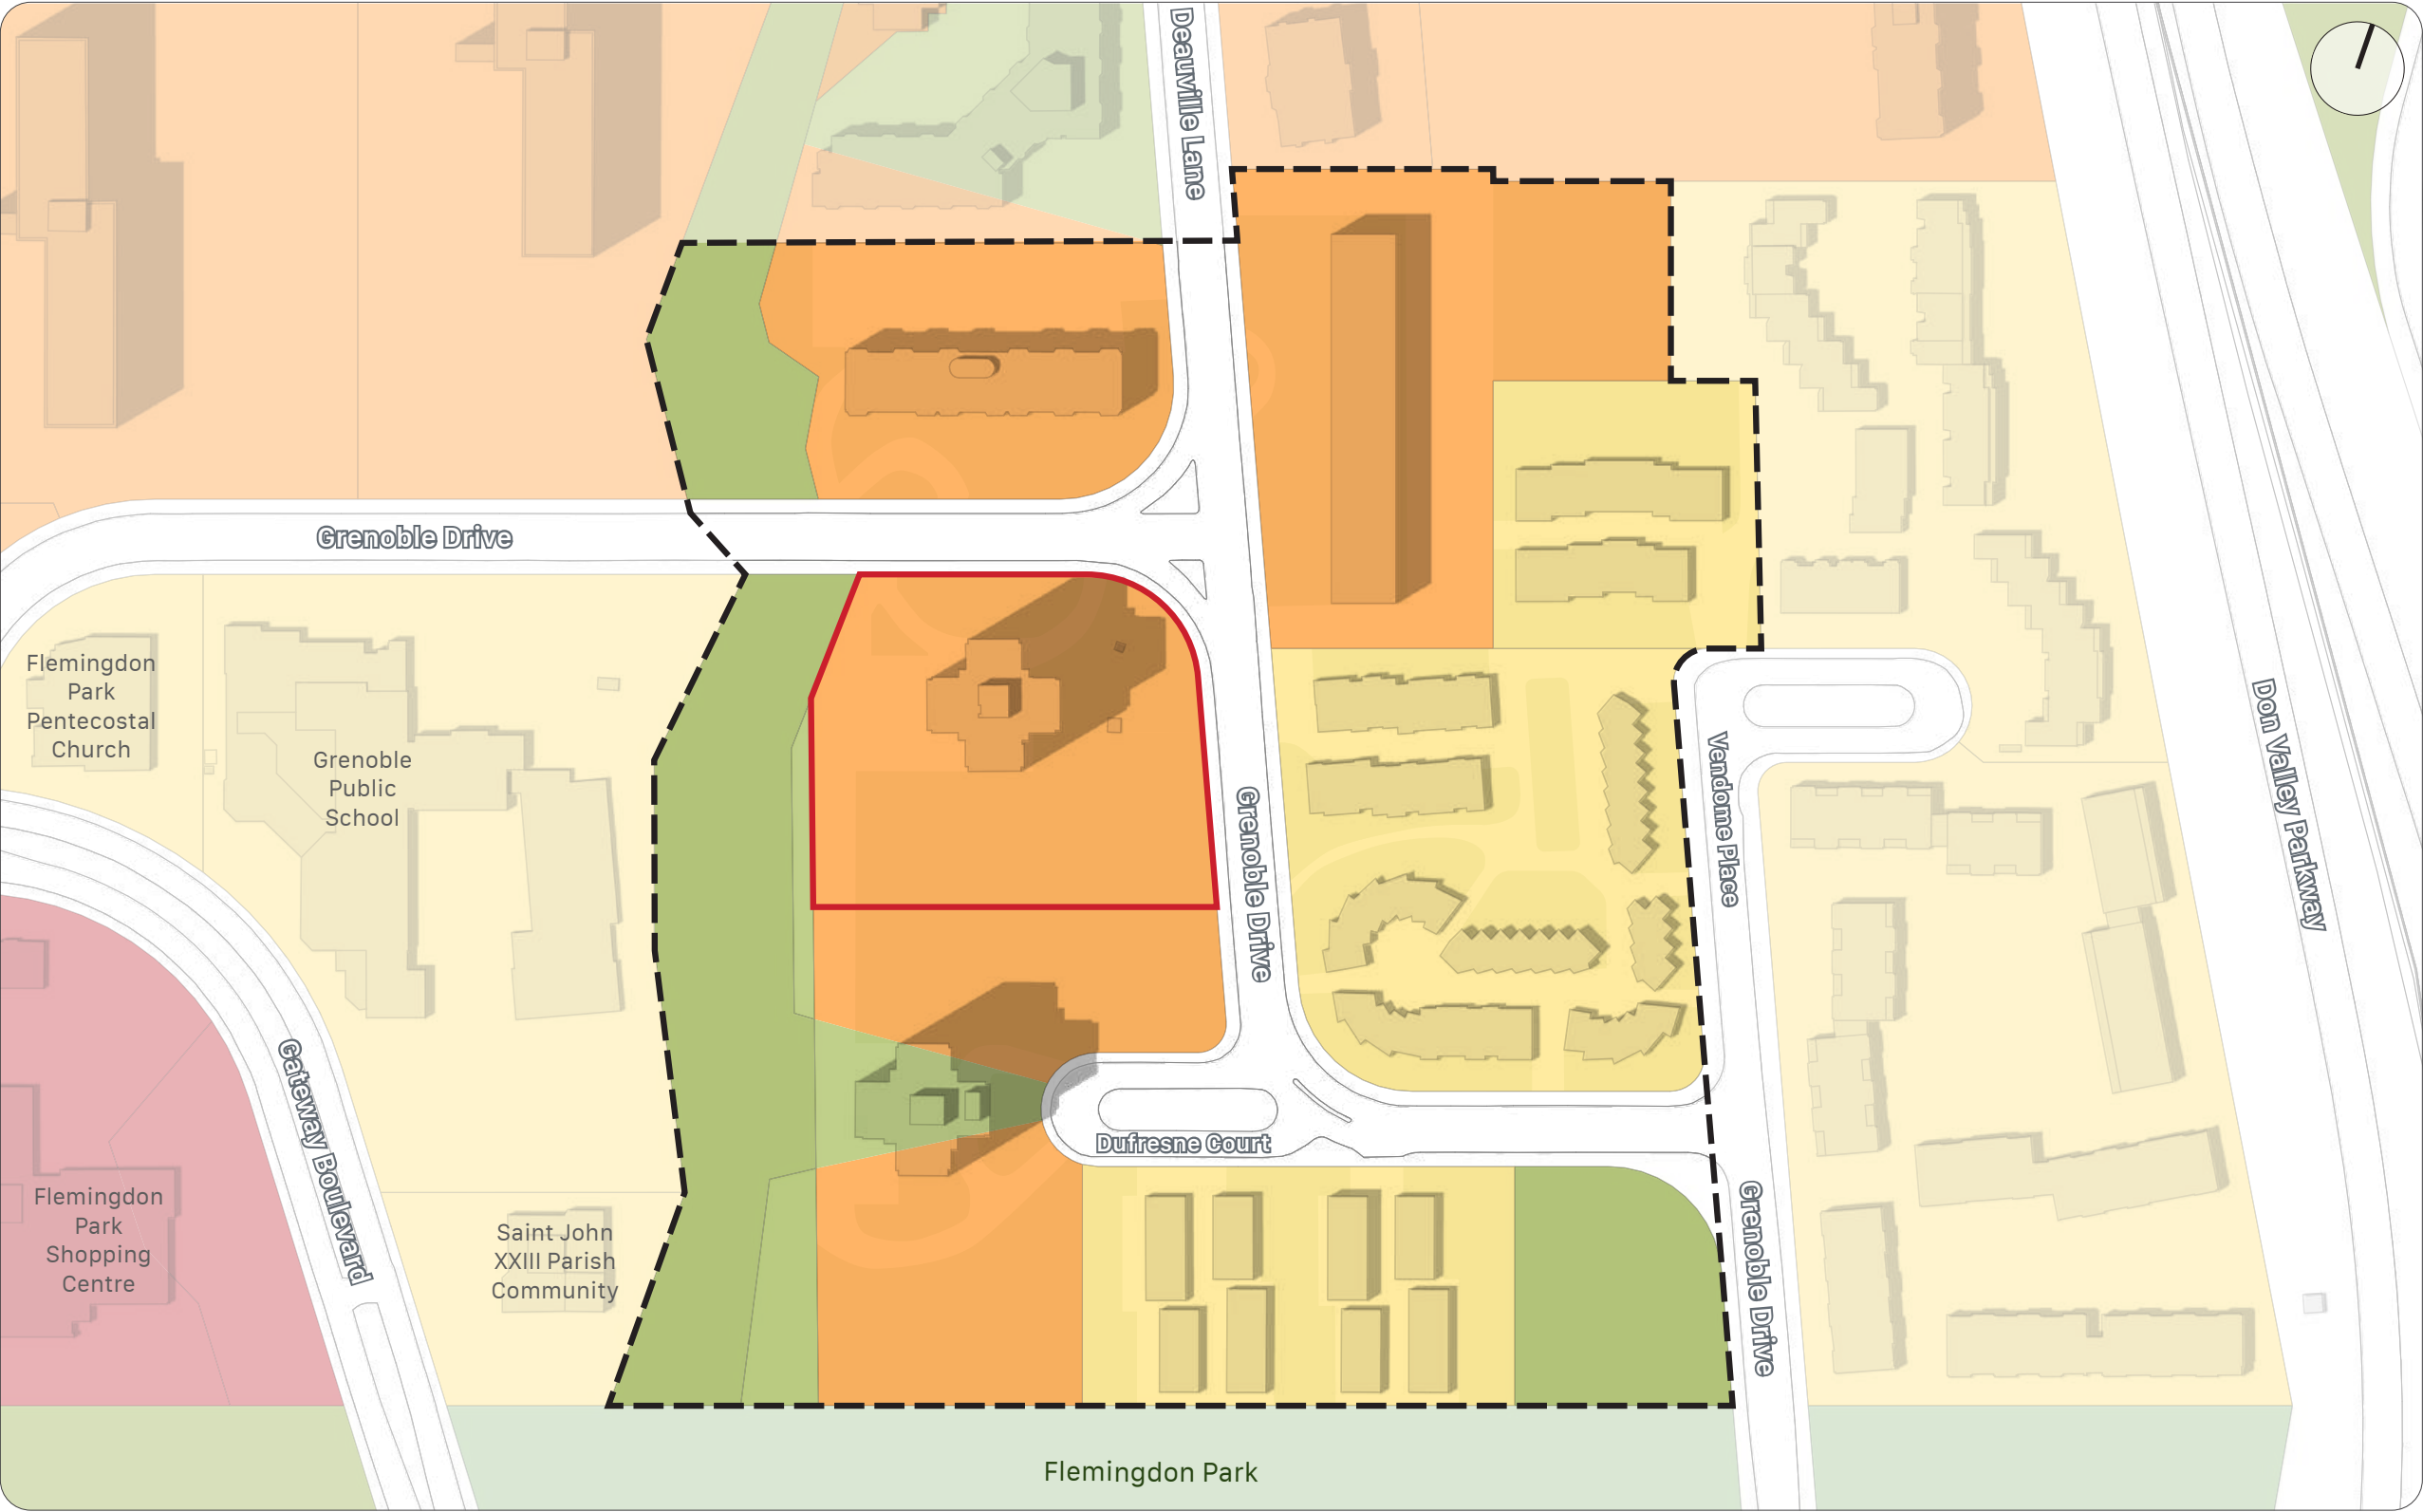 Deauville Lane
Grenoble Drive
Flemingdon
Park
Pentecostal
Church
Grenoble
Public
School
Don Valley Parkway
Vendome Place
Grenoble Drive
Gateway Boulevard
Dufresne Court
Flemingdon
Park
Shopping
Centre
Saint John
XXIII Parish
Community
Grenoble Drive
Flemingdon Park